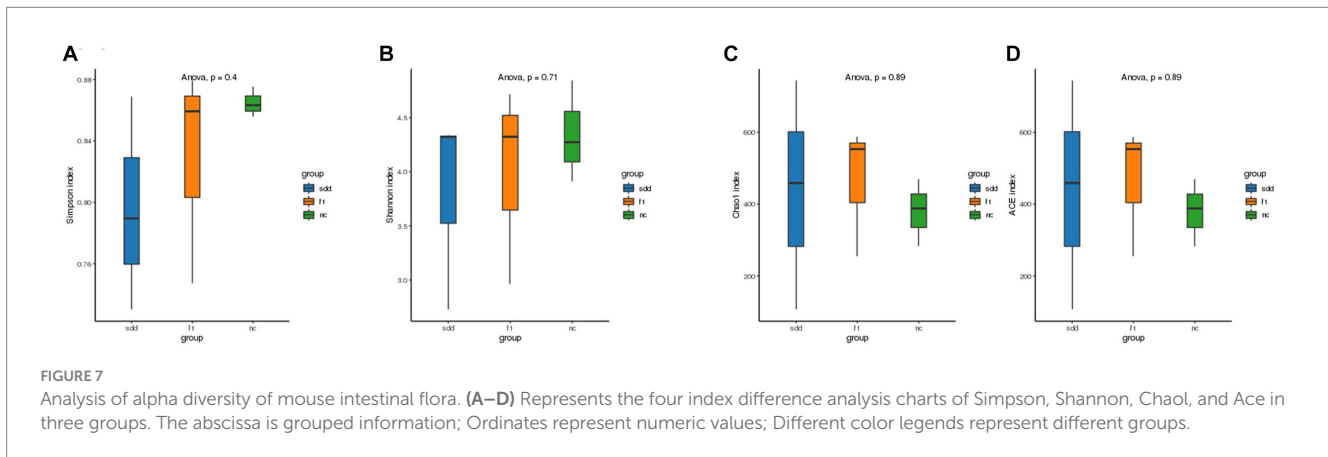 A
Anova, p = 0.4
0.88
0.84
0.80
0.76
Simpson index
sdd
f1
nc
group
group
sdd
f1
nc
B
Anova, p = 0.71
4.5
4.0
3.5
3.0
Shannon index
sdd
f1
nc
group
group
sdd
f1
nc
C
Anova, p = 0.89
600
400
200
Chao1 index
sdd
f1
nc
group
group
sdd
f1
nc
D
Anova, p = 0.89
600
400
200
ACE index
sdd
f1
nc
group
group
sdd
f1
nc
FIGURE 7
Analysis of alpha diversity of mouse intestinal flora. (A–D) Represents the four index difference analysis charts of Simpson, Shannon, Chaol, and Ace in
three groups. The abscissa is grouped information; Ordinates represent numeric values; Different color legends represent different groups.